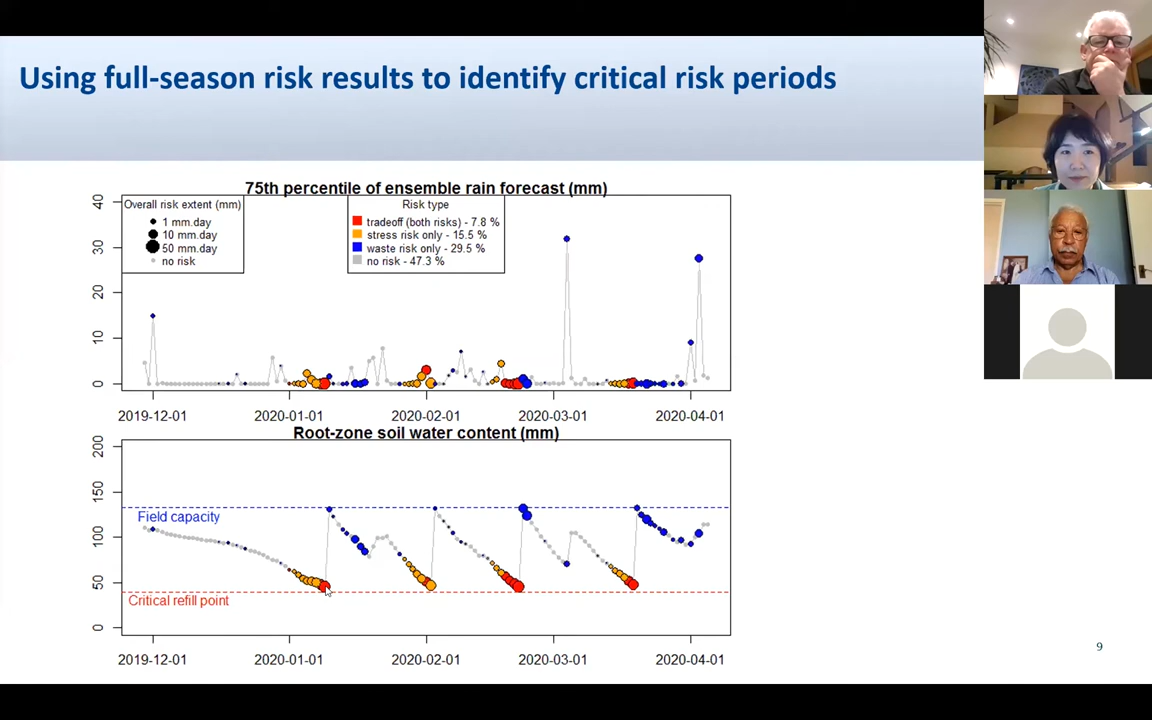 Using full-season risk results to identify critical risk periods
75th percentile of ensemble rain forecast (mm)
Overall risk extent (mm)
1 mm.day
10 mm.day
50 mm.day
no risk
Risk type
tradeoff (both risks) - 7.8 %
stress risk only - 15.5 %
waste risk only - 29.5 %
no risk - 47.3 %
40
30
20
10
0
2019-12-01 2020-01-01 2020-02-01 2020-03-01 2020-04-01
Root-zone soil water content (mm)
200
150
100
50
0
Field capacity
Critical refill point
2019-12-01 2020-01-01 2020-02-01 2020-03-01 2020-04-01
9